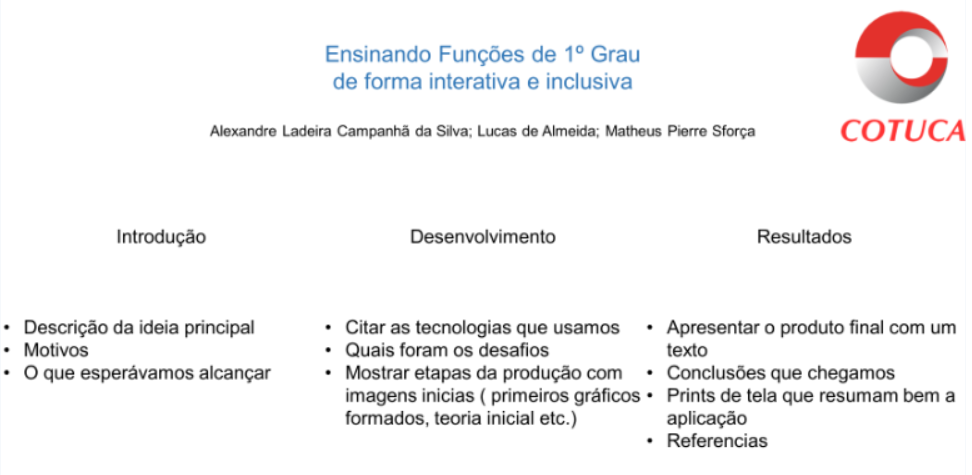 Ensinando Funções de 1º Grau
de forma interativa e inclusiva
COTUCA
Alexandre Ladeira Campanhã da Silva; Lucas de Almeida; Matheus Pierre Sforça
Introdução
• Descrição da ideia principal
• Motivos
• O que esperávamos alcançar
Desenvolvimento
• Citar as tecnologias que usamos
• Quais foram os desafios
• Mostrar etapas da produção com
imagens inicias ( primeiros gráficos
formados, teoria inicial etc.)
Resultados
• Apresentar o produto final com um
texto
• Conclusões que chegamos
• Prints de tela que resumam bem a
aplicação
• Referencias